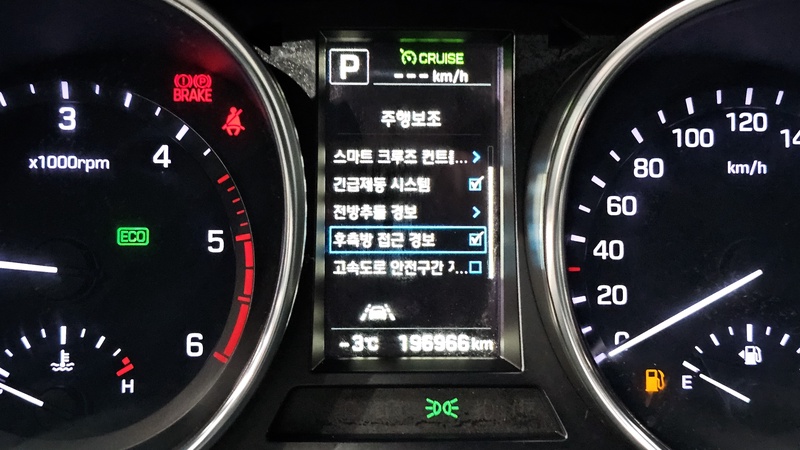 P
CRUISE
--- km/h
주행보조
스마트 크루즈 컨트롤...
긴급제동 시스템
전방추돌 경보
후측방 접근 경보
고속도로 안전구간 ...
-3°C 196966 km
BRAKE
3
4
5
6
x1000rpm
ECO
H
0
20
40
60
80
100
120
14
km/h
E